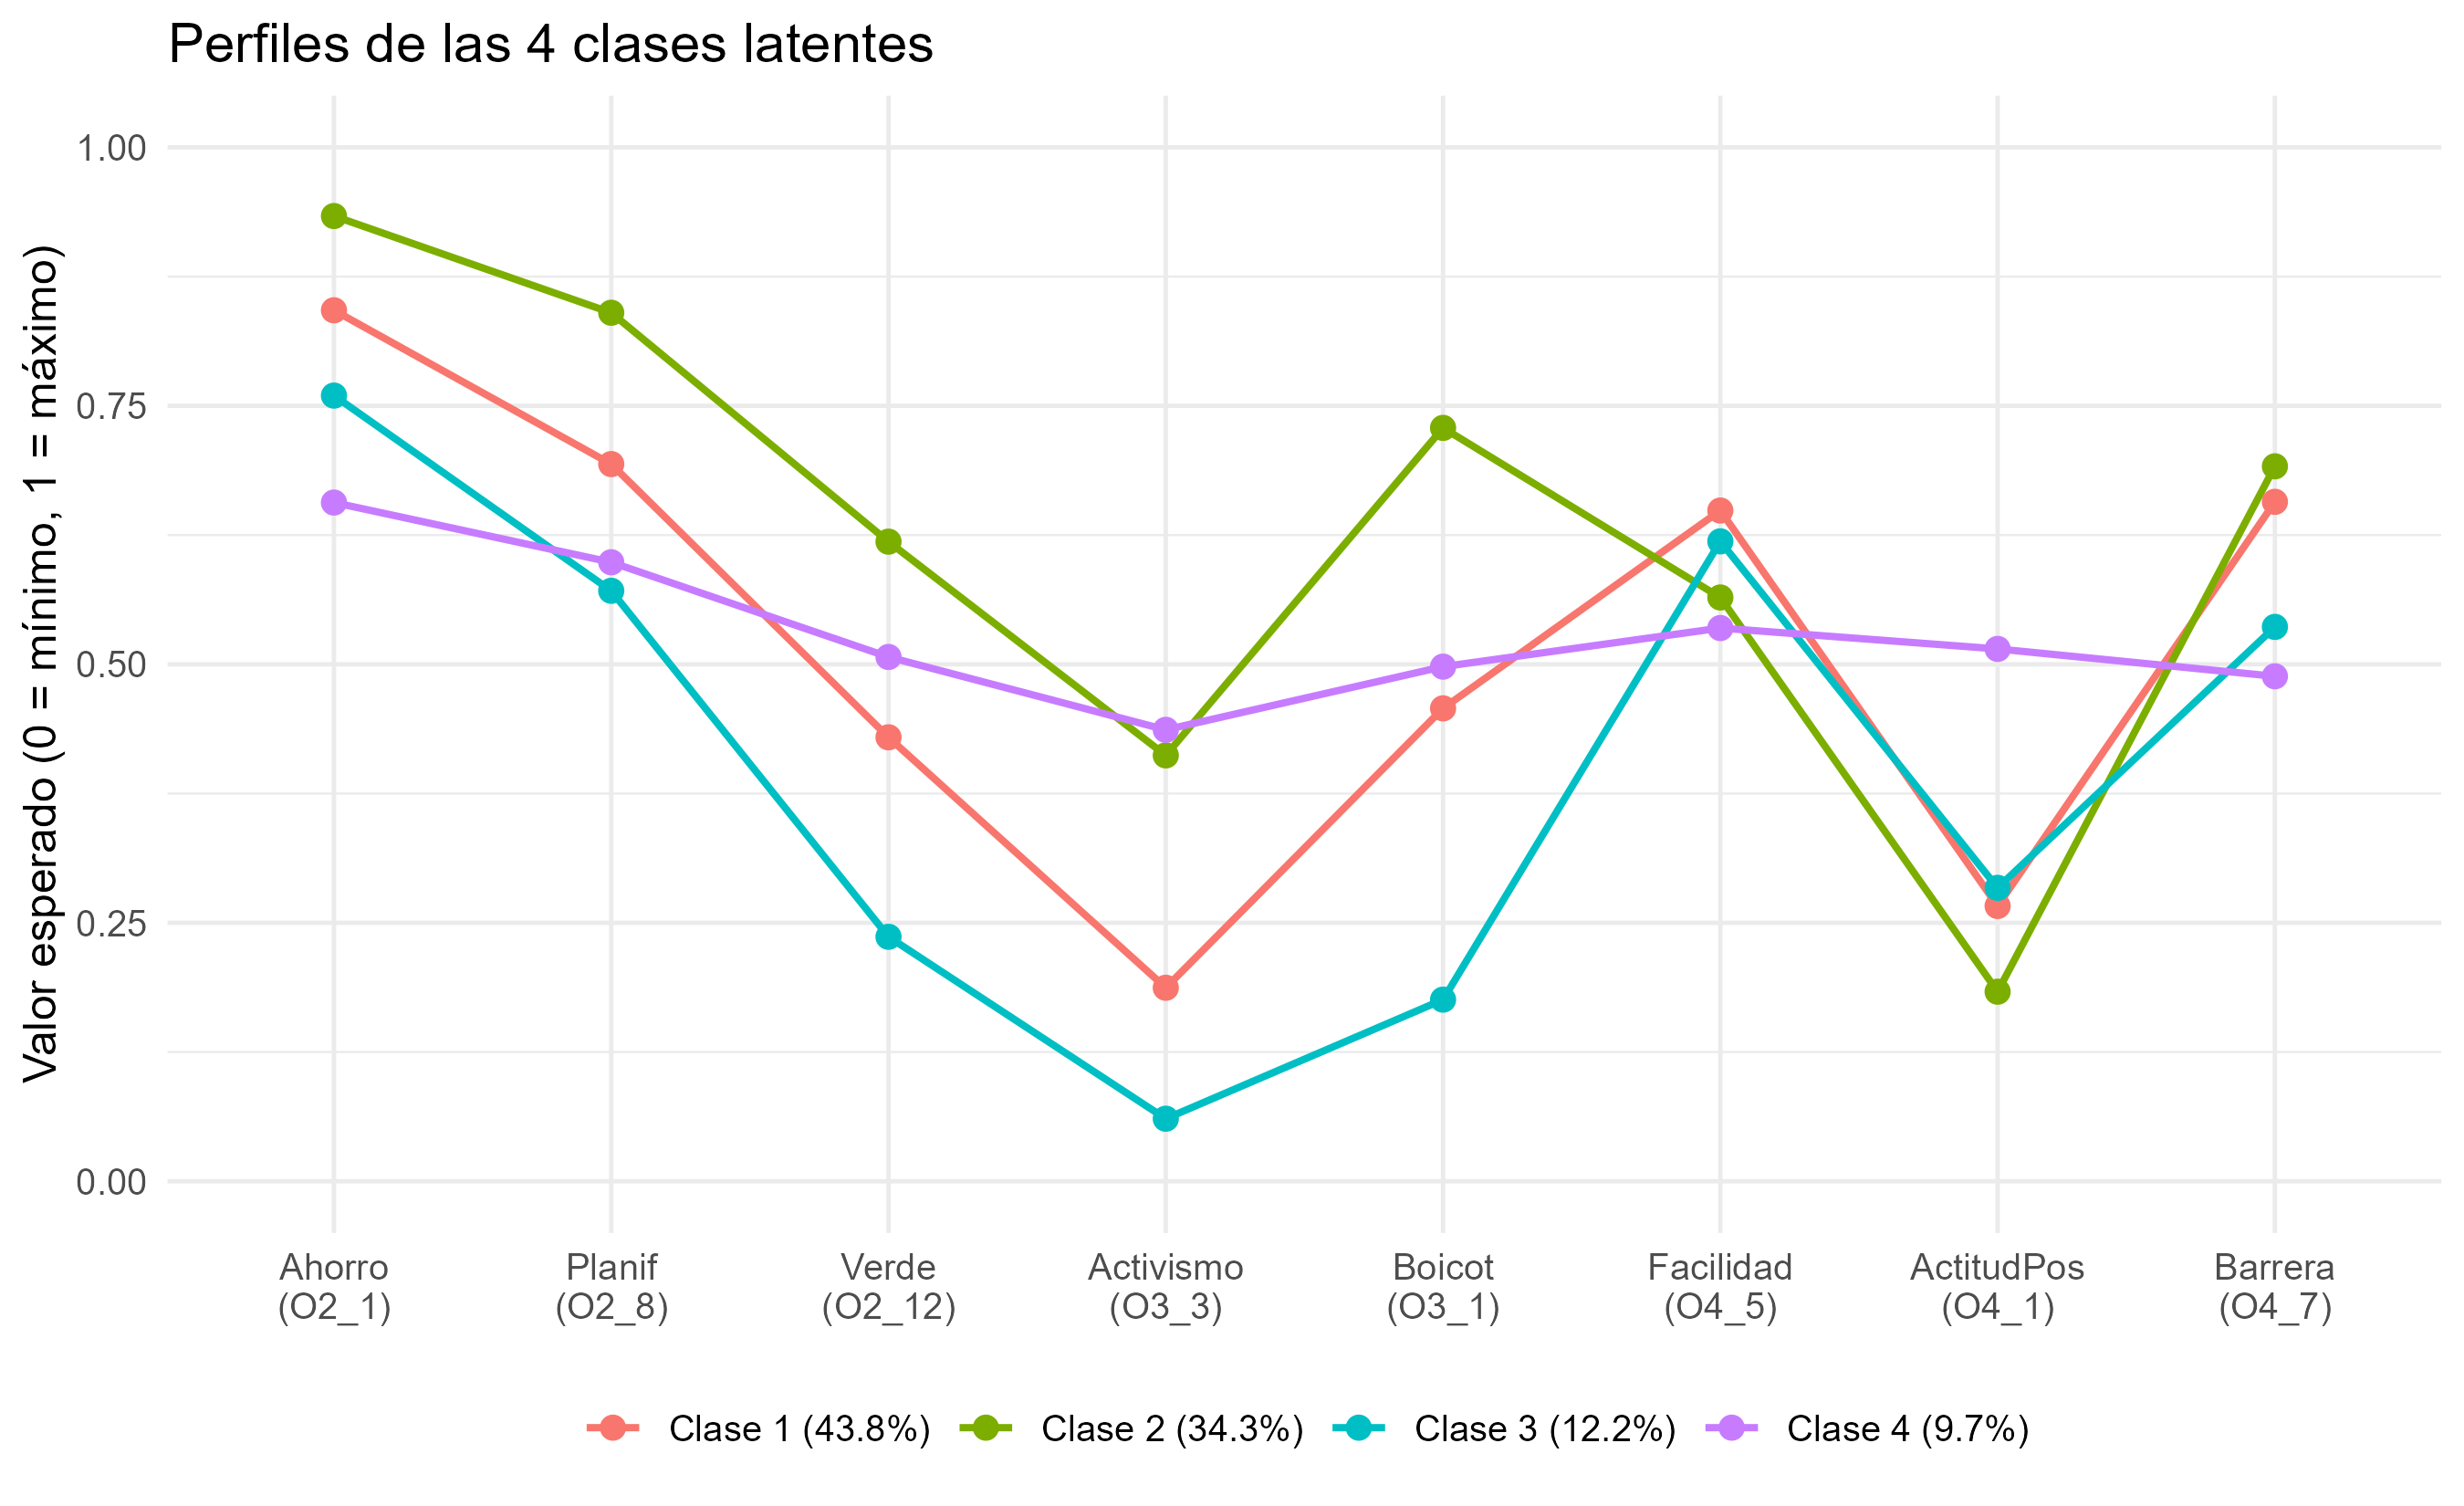 Perfiles de las 4 clases latentes
Valor esperado (0 = mínimo, 1 = máximo)
1.00
0.75
0.50
0.25
0.00
Ahorro
(O2_1)
Planif
(O2_8)
Verde
(O2_12)
Activismo
(O3_3)
Boicot
(O3_1)
Facilidad
(O4_5)
ActitudPos
(O4_1)
Barrera
(O4_7)
Clase 1 (43.8%)
Clase 2 (34.3%)
Clase 3 (12.2%)
Clase 4 (9.7%)